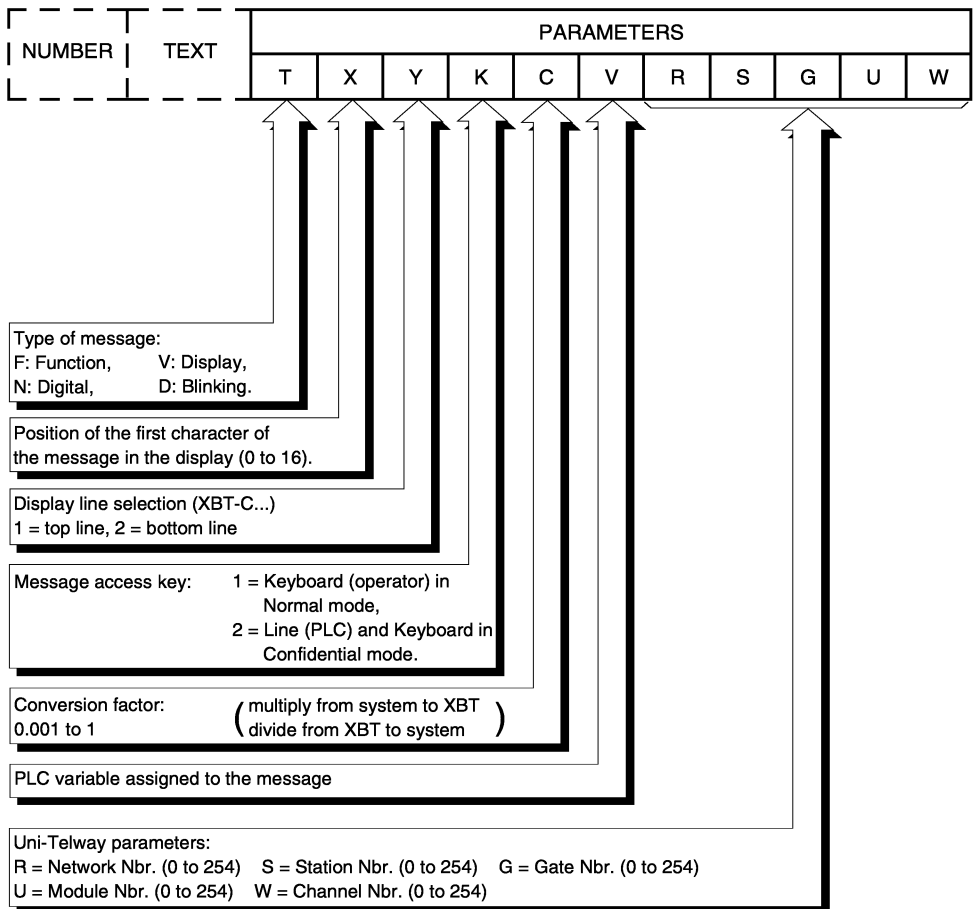 NUMBER TEXT PARAMETERS
T X Y K C V R S G U W
Type of message:
F: Function, V: Display,
N: Digital, D: Blinking.
Position of the first character of
the message in the display (0 to 16).
Display line selection (XBT-C...)
1 = top line, 2 = bottom line
Message access key: 1 = Keyboard (operator) in
Normal mode,
2 = Line (PLC) and Keyboard in
Confidential mode.
Conversion factor: (multiply from system to XBT
0.001 to 1 divide from XBT to system)
PLC variable assigned to the message
Uni-Telway parameters:
R = Network Nbr. (0 to 254) S = Station Nbr. (0 to 254) G = Gate Nbr. (0 to 254)
U = Module Nbr. (0 to 254) W = Channel Nbr. (0 to 254)